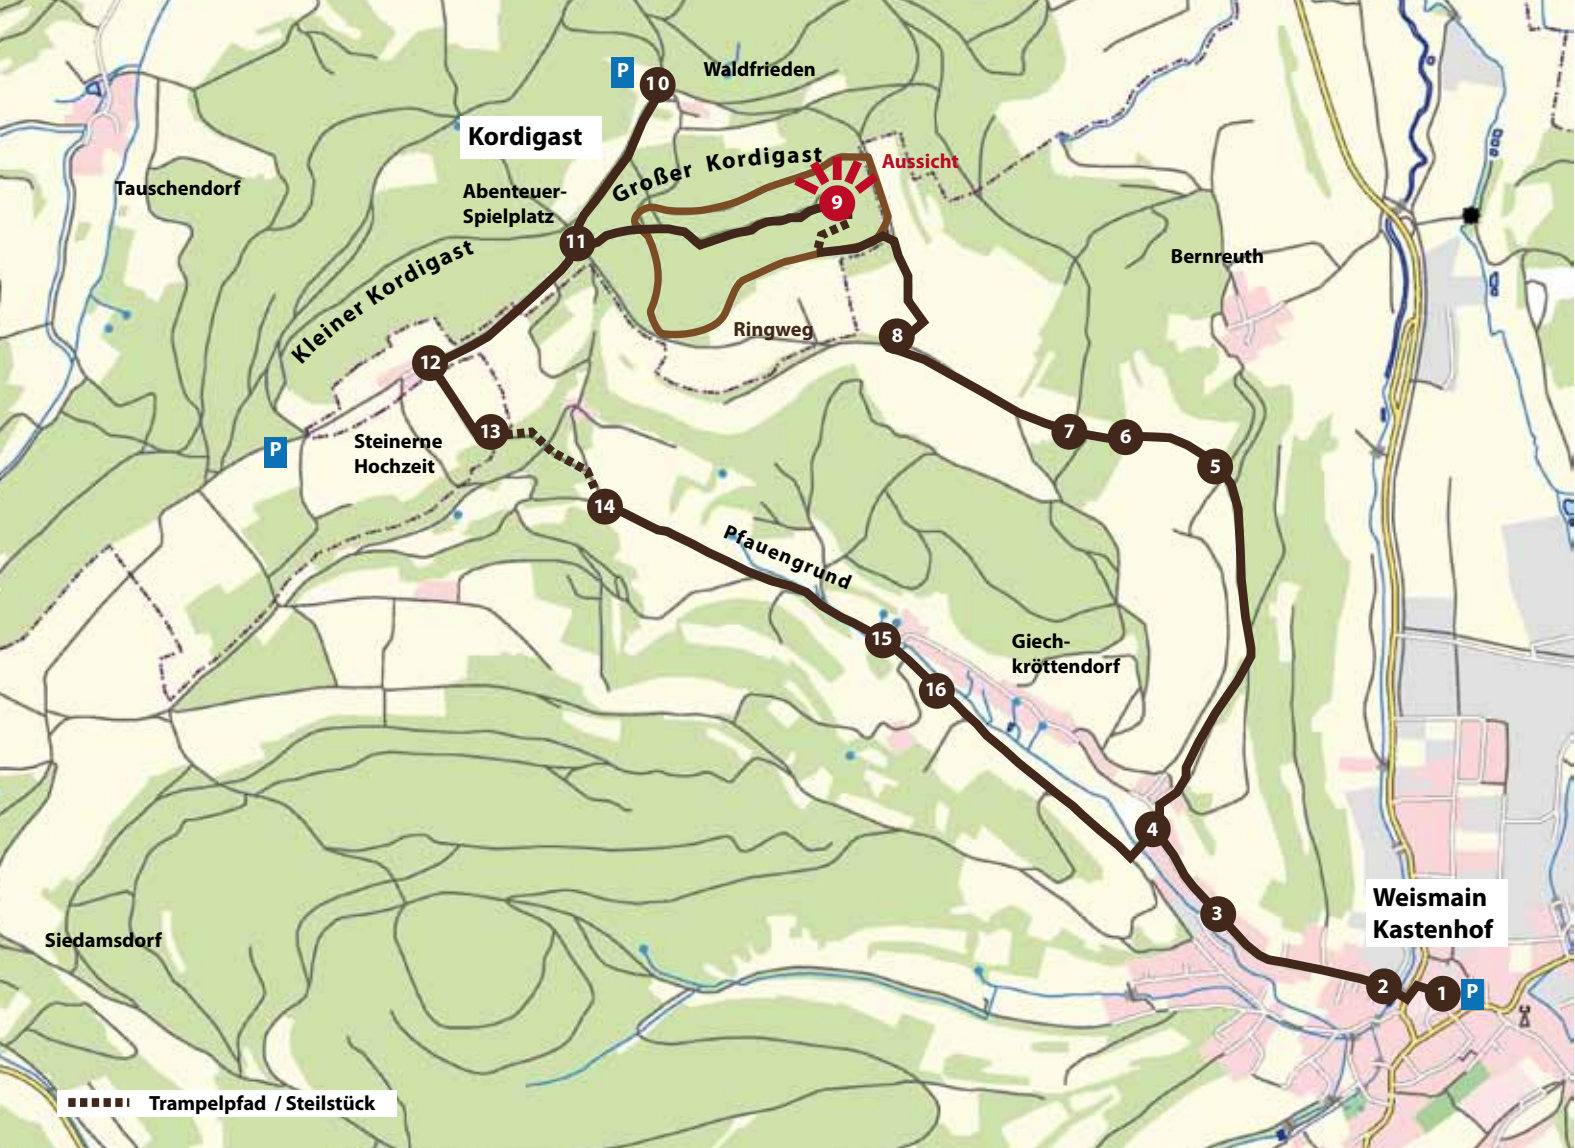 P
10
Waldfrieden
Kordigast
Großer Kordigast
Aussicht
Tauschendorf
Abenteuer-
Spielplatz
9
11
Kleiner Kordigast
Bernreuth
Ringweg
8
12
P
Steinerne
Hochzeit
13
7
6
5
14
Pfauengrund
15
Giech-
kröttendorf
16
4
3
Weismain
Kastenhof
Siedamsdorf
2
1
P
Trampelpfad / Steilstück